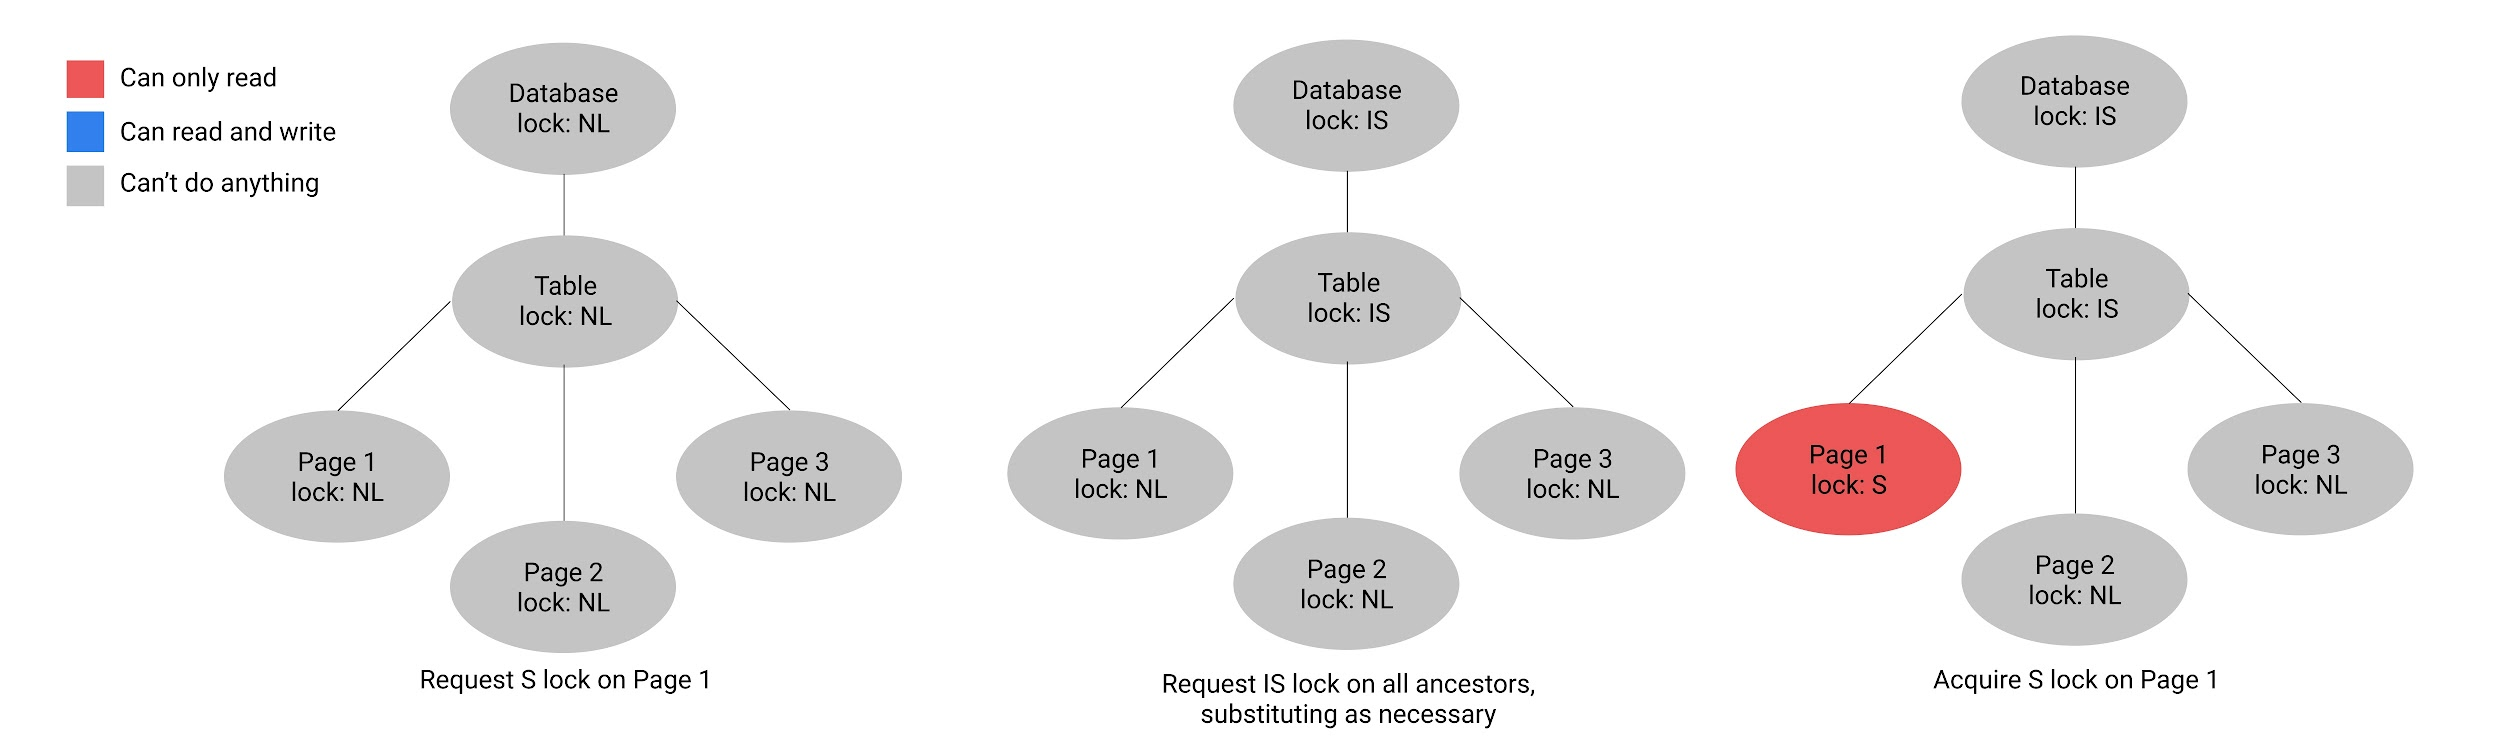 Can only read
Can read and write
Can't do anything
Database
lock: NL
Table
lock: NL
Page 1
lock: NL
Page 3
lock: NL
Page 2
lock: NL
Request S lock on Page 1
Database
lock: IS
Table
lock: IS
Page 1
lock: NL
Page 3
lock: NL
Page 2
lock: NL
Request IS lock on all ancestors,
substituting as necessary
Database
lock: IS
Table
lock: IS
Page 1
lock: S
Page 3
lock: NL
Page 2
lock: NL
Acquire S lock on Page 1